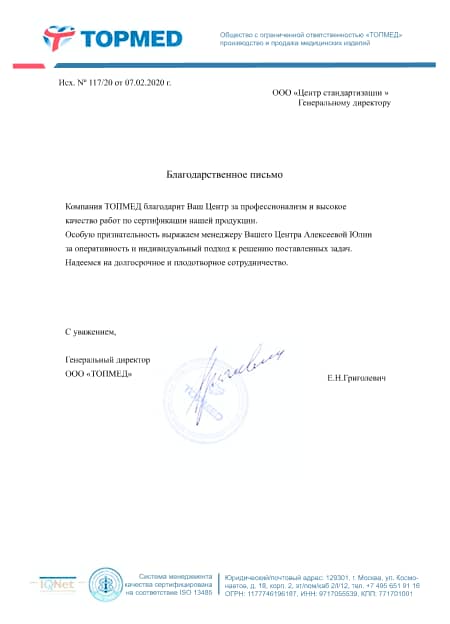 TOPMED
Общество с ограниченной ответственностью «ТОПМЕД»
производство и продажа медицинских изделий
Исх. № 117/20 от 07.02.2020 г.
ООО «Центр стандартизации »
Генеральному директору
Благодарственное письмо
Компания ТОПМЕД благодарит Ваш Центр за профессионализм и высокое
качество работ по сертификации нашей продукции.
Особую признательность выражаем менеджеру Вашего Центра Алексеевой Юлии
за оперативность и индивидуальный подход к решению поставленных задач.
Надеемся на долгосрочное и плодотворное сотрудничество.
С уважением,
Генеральный директор
ООО «ТОПМЕД»
Е.Н.Григолевич
TOPMED
IQNet
Система менеджмента
качества сертифицирована
на соответствие ISO 13485
Юридический/почтовый адрес: 129301, г. Москва, ул. Космо-
навтов, д. 18, корп. 2, эт/пом/каб 2/I/12, тел. +7 495 651 91 16
ОГРН: 1177746196187, ИНН: 9717055539, КПП: 771701001